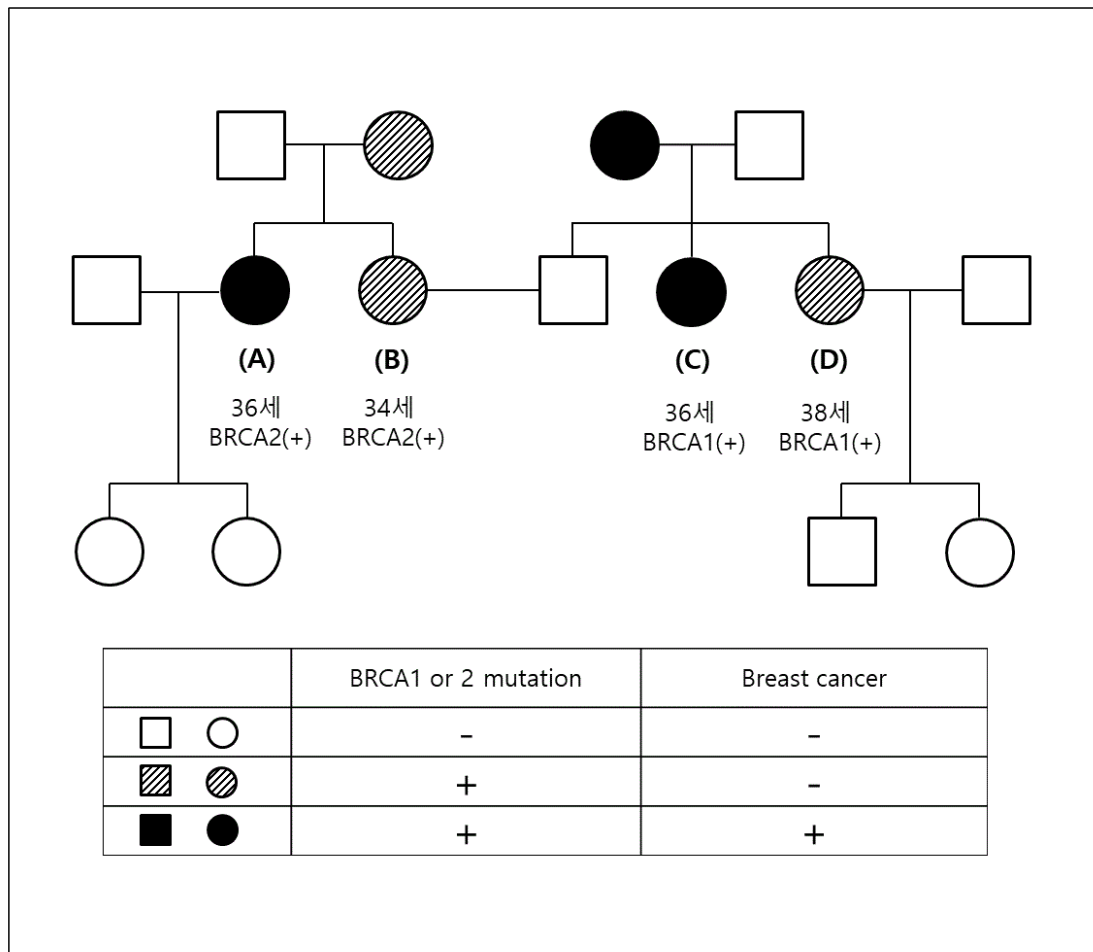 (A)
36세
BRCA2(+)
(B)
34세
BRCA2(+)
(C)
36세
BRCA1(+)
(D)
38세
BRCA1(+)
BRCA1 or 2 mutation
Breast cancer
-
-
+
-
+
+